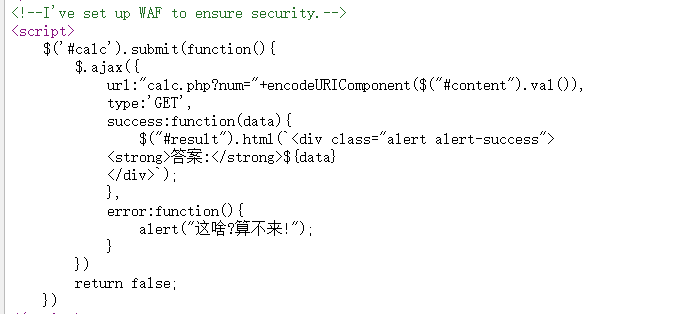 <!--I've set up WAF to ensure security.-->
<script>
$('#calc').submit(function(){
$.ajax({
url:"calc.php?num="+encodeURIComponent($("#content").val()),
type:'GET',
success:function(data){
$("#result").html(`<div class="alert alert-success">
<strong>答案:</strong>${data}
</div>`);
},
error:function(){
alert("这啥?算不来!");
}
})
return false;
})